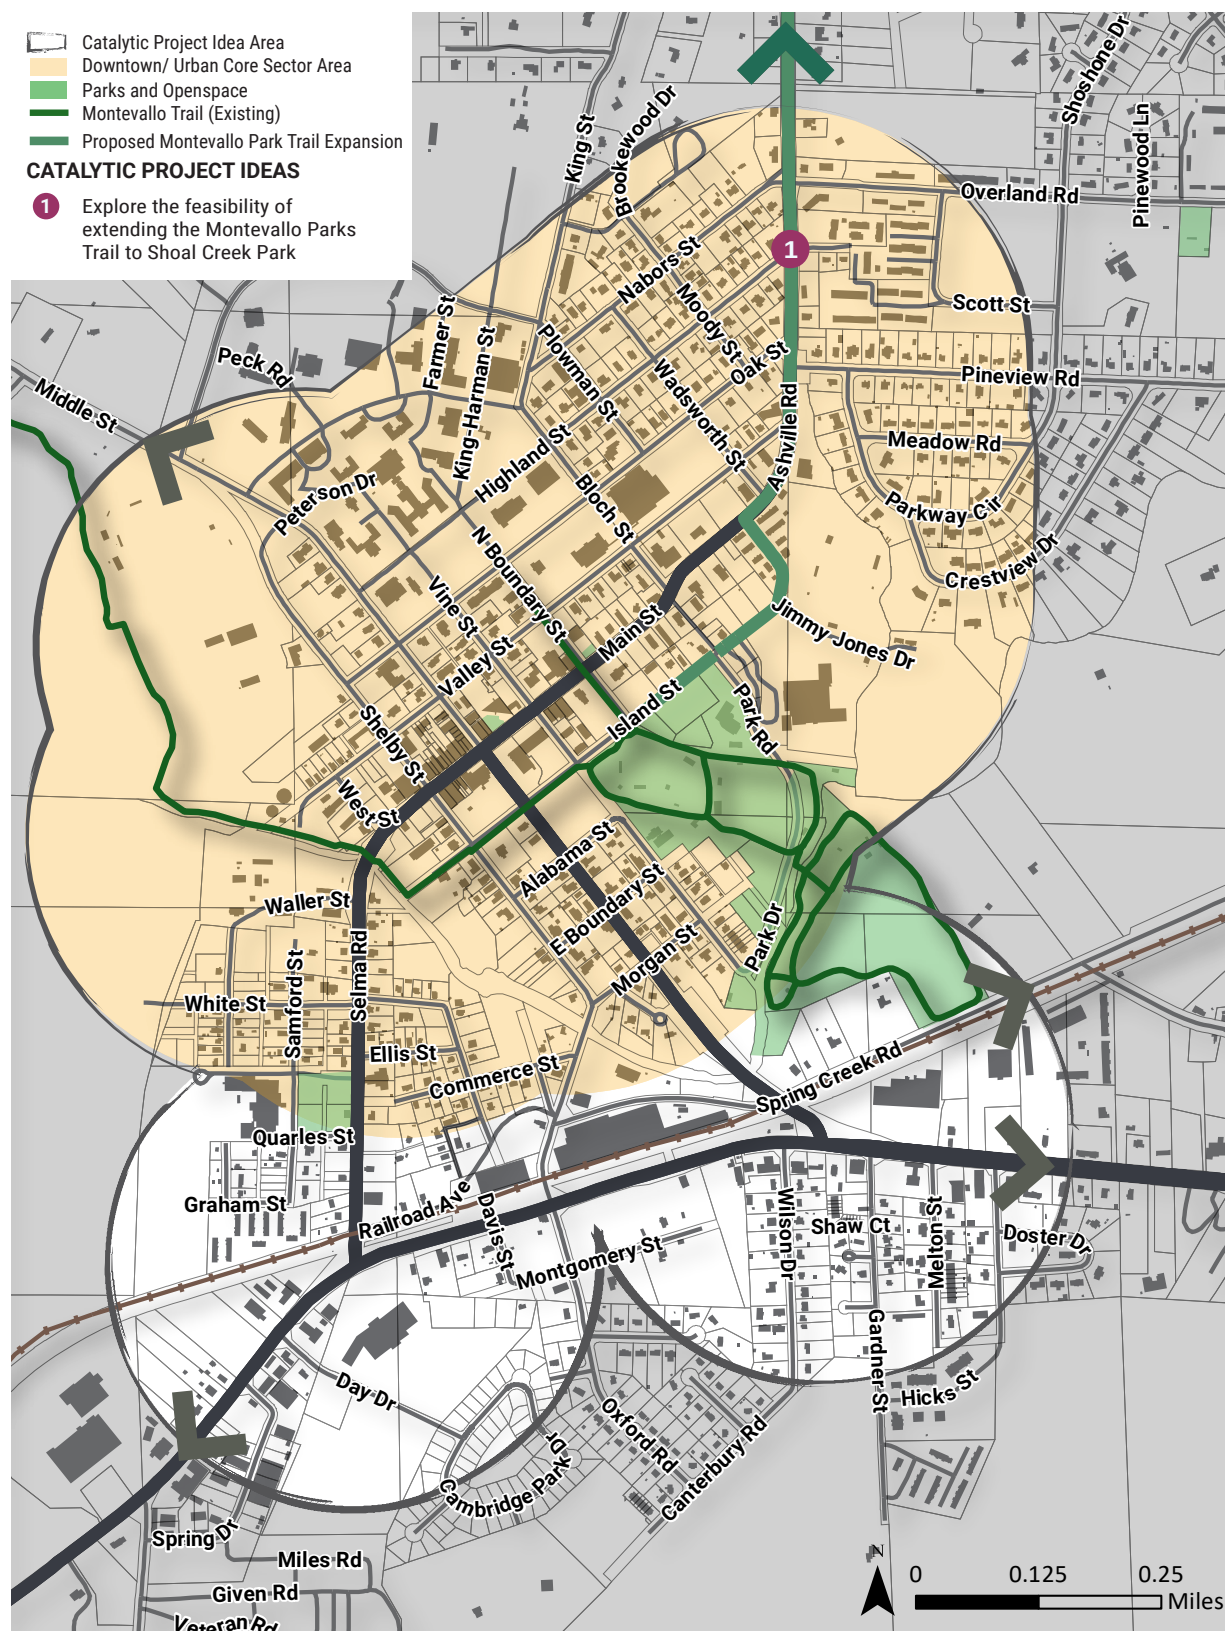 Catalytic Project Idea Area
Downtown/ Urban Core Sector Area
Parks and Openspace
Montevallo Trail (Existing)
Proposed Montevallo Park Trail Expansion
CATALYTIC PROJECT IDEAS
1 Explore the feasibility of
extending the Montevallo Parks
Trail to Shoal Creek Park
Shoshone Dr
Pinewood Ln
King St
Brookewood Dr
Overland Rd
1
Nabors St
Moody St
Scott St
Farmer St
King-Harman St
Plowman St
Peck Rd
Middle St
Oak St
Wadsworth St
Pineview Rd
Ashville Rd
Meadow Rd
Highland St
Peterson Dr
Bloch St
Parkway Cir
Crestview Dr
N Boundary St
Vine St
Main St
Jimmy Jones Dr
Valley St
Island St
Park Rd
Shelby St
West St
Alabama St
E Boundary St
Waller St
Selma Rd
Park Dr
Morgan St
Samford St
White St
Ellis St
Commerce St
Spring Creek Rd
Quarles St
Graham St
Railroad Ave
Davis St
Montgomery St
Wilson Dr
Shaw Ct
Melton St
Doster Dr
Gardner St
Hicks St
Day Dr
Oxford Rd
Canterbury Rd
Cambridge Park Dr
Spring Dr
Miles Rd
Given Rd
Veteran Rd
N
0 0.125 0.25
Miles